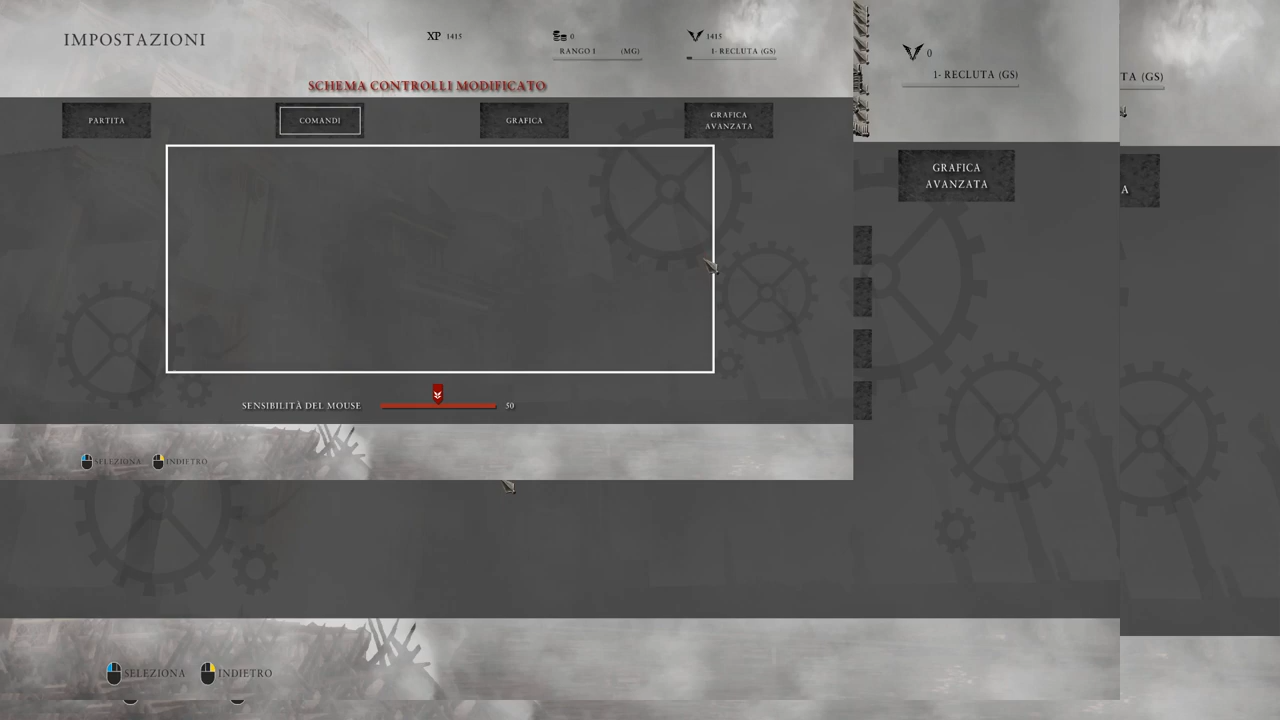 IMPOSTAZIONI
XP 1415
0
RANGO 1 (MG)
1415
1- RECLUTA (GS)
0
1- RECLUTA (GS)
TA (GS)
SCHEMA CONTROLLI MODIFICATO
PARTITA
COMANDI
GRAFICA
GRAFICA
AVANZATA
GRAFICA
AVANZATA
A
SENSIBILITÀ DEL MOUSE 50
SELEZIONA INDIETRO
SELEZIONA INDIETRO